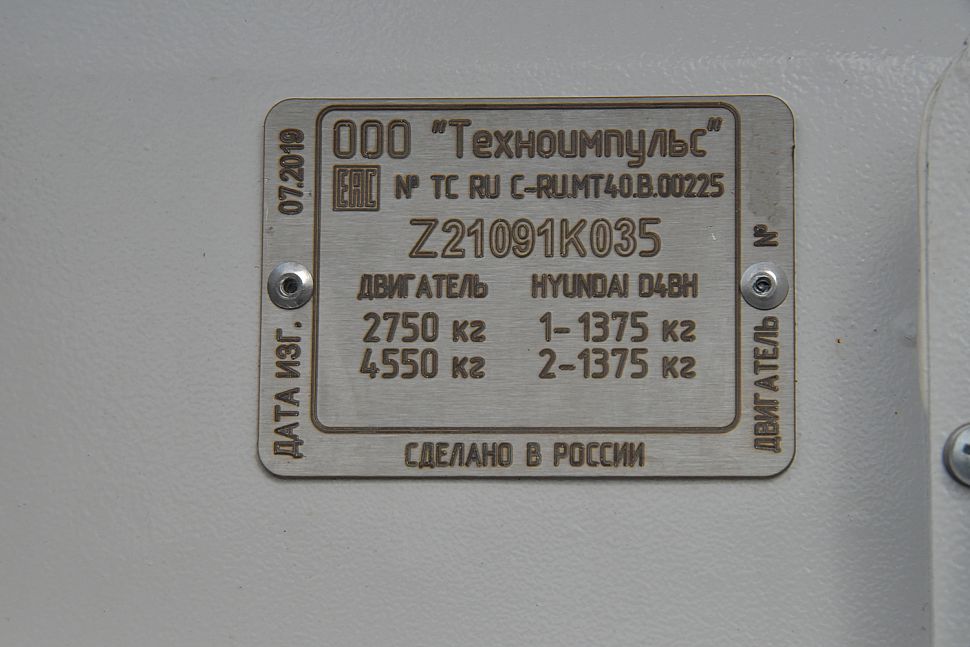 ООО "Техноимпульс"
EAC № ТС RU C-RU.MT40.B.00225
Z21091K035
ДВИГАТЕЛЬ HYUNDAI D4BH
2750 кг 1-1375 кг
4550 кг 2-1375 кг
ДАТА ИЗГ. 07.2019
ДВИГАТЕЛЬ №
СДЕЛАНО В РОССИИ